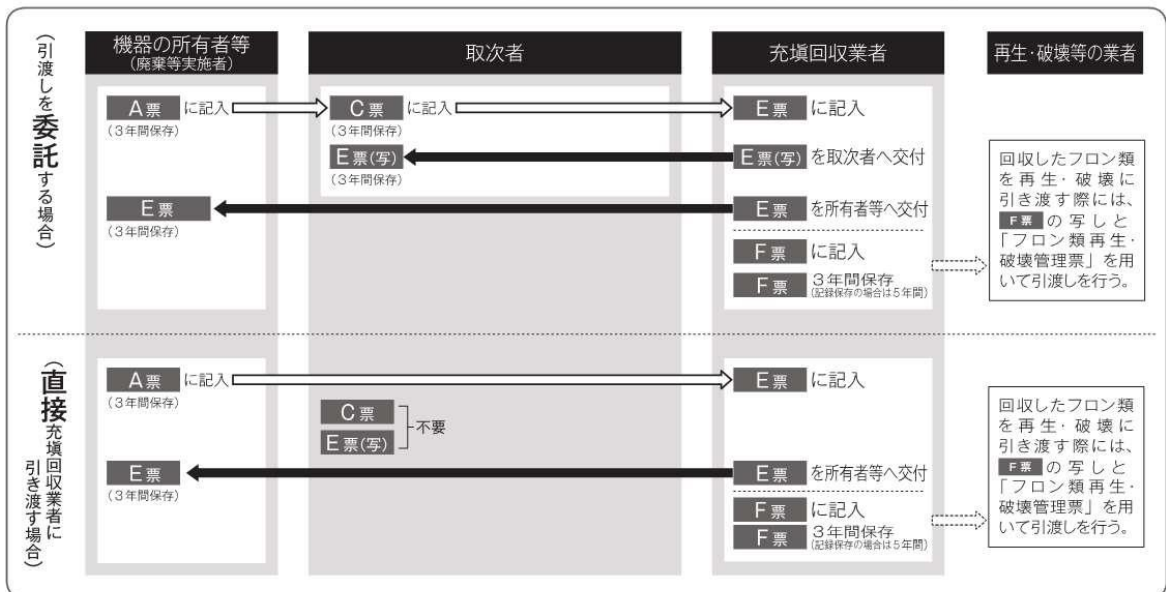 機器の所有者等
(廃棄等実施者)
取次者
充塡回収業者
再生・破壊等の業者
(引渡しを委託する場合)
A票 に記入
(3年間保存)
C票 に記入
(3年間保存)
E票 に記入
E票(写)
(3年間保存)
E票(写) を取次者へ交付
E票
(3年間保存)
E票 を所有者等へ交付
F票 に記入
F票 3年間保存
(記録保存の場合は5年間)
回収したフロン類
を再生・破壊に
引き渡す際には、
F票 の写しと
「フロン類再生・
破壊管理票」を用
いて引渡しを行う。
(直接充塡回収業者に
引き渡す場合)
A票 に記入
(3年間保存)
E票 に記入
C票
E票(写)
不要
E票
(3年間保存)
E票 を所有者等へ交付
F票 に記入
F票 3年間保存
(記録保存の場合は5年間)
回収したフロン類
を再生・破壊に
引き渡す際には、
F票 の写しと
「フロン類再生・
破壊管理票」を用
いて引渡しを行う。